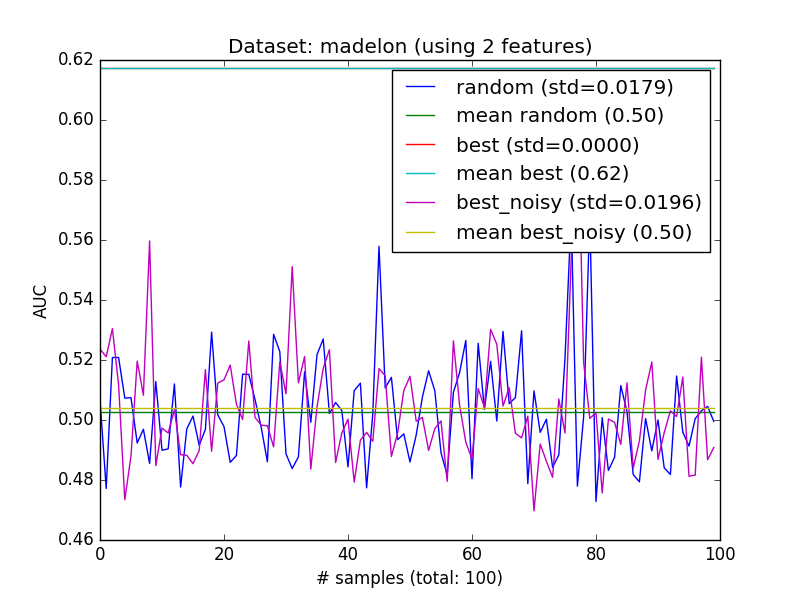 Dataset: madelon (using 2 features)
0.62
0.60
0.58
0.56
0.54
0.52
0.50
0.48
0.46
AUC
random (std=0.0179)
mean random (0.50)
best (std=0.0000)
mean best (0.62)
best_noisy (std=0.0196)
mean best_noisy (0.50)
0 20 40 60 80 100
# samples (total: 100)